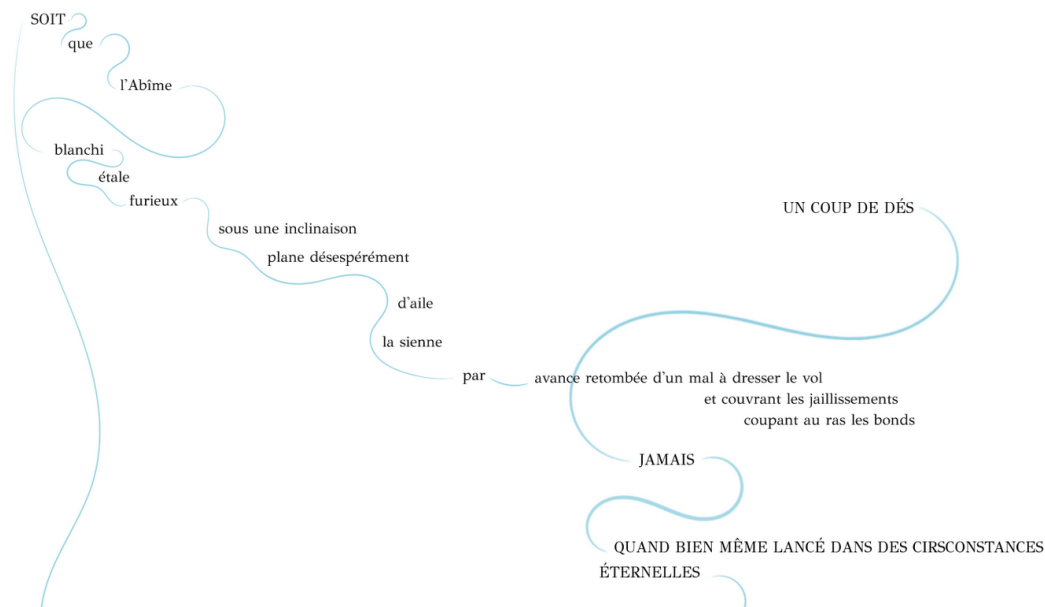 SOIT
que
l'Abîme
blanchi
étale
furieux
sous une inclinaison
plane désespérément
d'aile
la sienne
par
avance retombée d'un mal à dresser le vol
et couvrant les jaillissements
coupant au ras les bonds
UN COUP DE DÉS
JAMAIS
QUAND BIEN MÊME LANCÉ DANS DES CIRSCONSTANCES
ÉTERNELLES